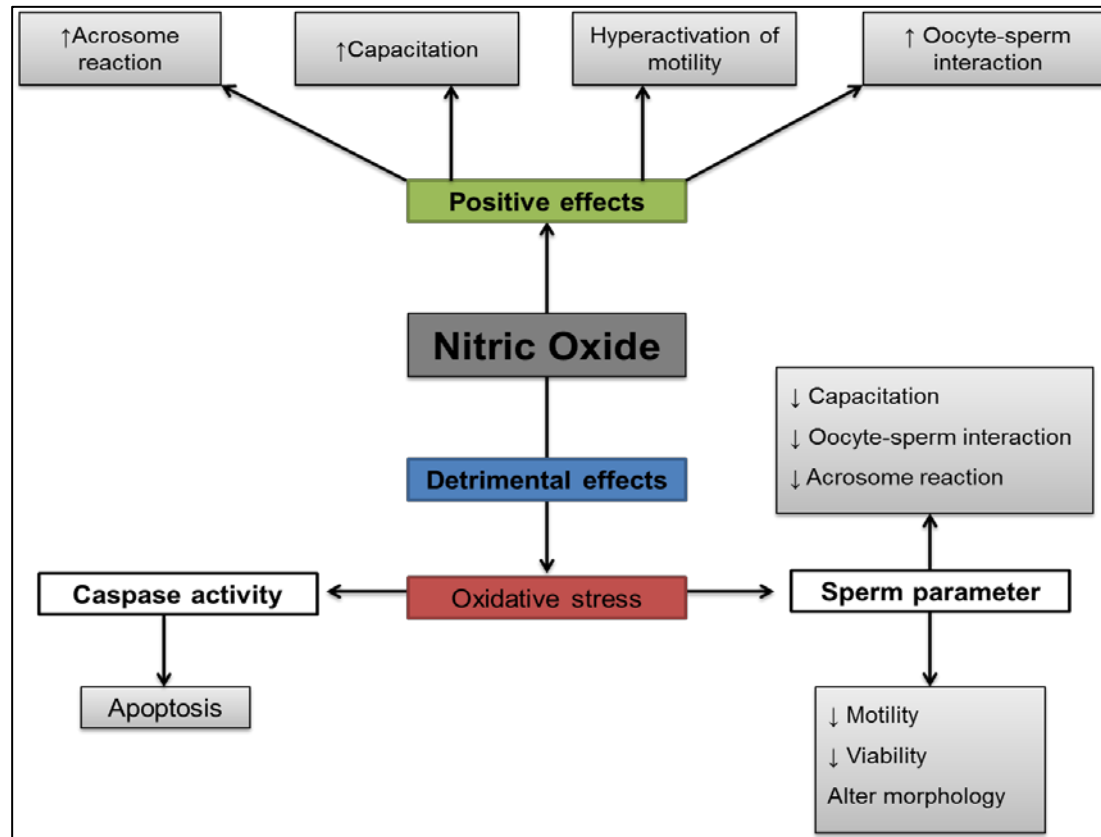 ↑Acrosome
reaction
↑Capacitation
Hyperactivation of
motility
↑ Oocyte-sperm
interaction
Positive effects
Nitric Oxide
Detrimental effects
↓ Capacitation
↓ Oocyte-sperm interaction
↓ Acrosome reaction
Caspase activity
Oxidative stress
Sperm parameter
Apoptosis
↓ Motility
↓ Viability
Alter morphology